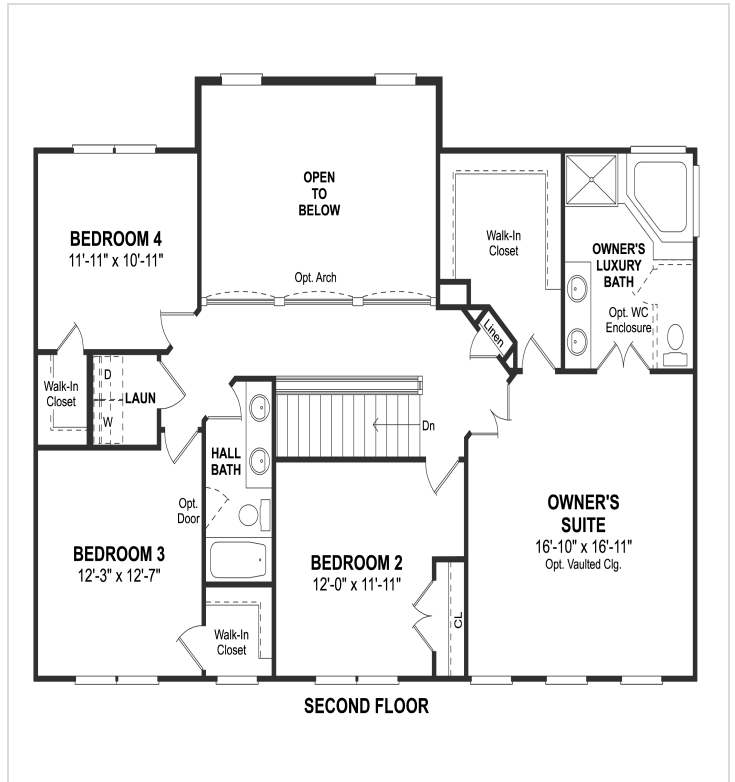 OPEN
TO
BELOW
BEDROOM 4
11'-11" x 10'-11"
Walk-In
Closet
OWNER'S
LUXURY
BATH
Opt. Arch
Opt. WC
Enclosure
Linen
D
W
LAUN
Walk-In
Closet
Dn
HALL
BATH
Opt.
Door
BEDROOM 3
12'-3" x 12'-7"
BEDROOM 2
12'-0" x 11'-11"
OWNER'S
SUITE
16'-10" x 16'-11"
Opt. Vaulted Clg.
CL
Walk-In
Closet
SECOND FLOOR